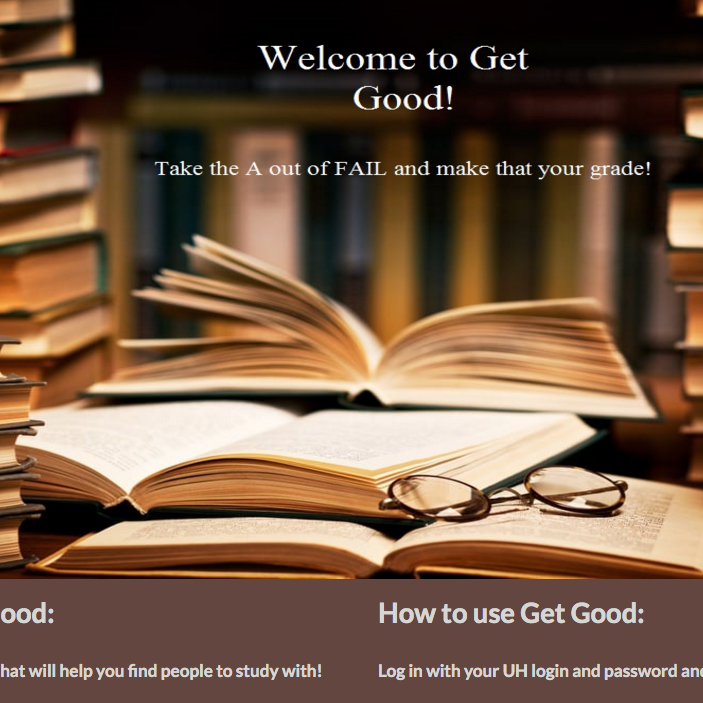 Welcome to Get
Good!
Take the A out of FAIL and make that your grade!
ood:
How to use Get Good:
hat will help you find people to study with!
Log in with your UH login and password and